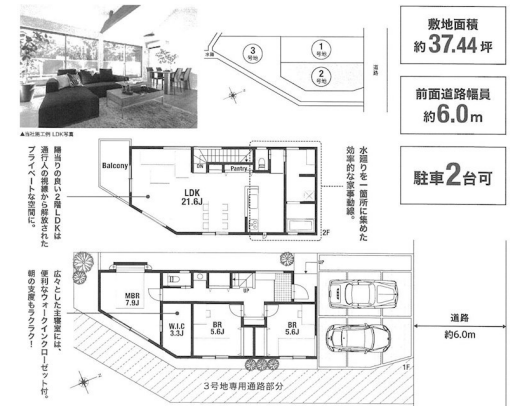 ▲当社施工例 LDK写真
水路
3
号地
1
号地
2
号地
道路
敷地面積
約37.44坪
前面道路幅員
約6.0m
駐車2台可
陽当りの良い2階LDKは
通行人の視線から解放された
プライベートな空間に。
Balcony
DN
Pantry
LDK
21.6J
2F
水廻りを一箇所に集めた
効率的な家事動線。
広々とした主寝室には、
便利なウォークインクローゼット付。
朝の支度もラクラク!
MBR
7.9J
W.I.C
3.3J
UP
BR
5.6J
BR
5.6J
1F
道路
約6.0m
3号地専用通路部分